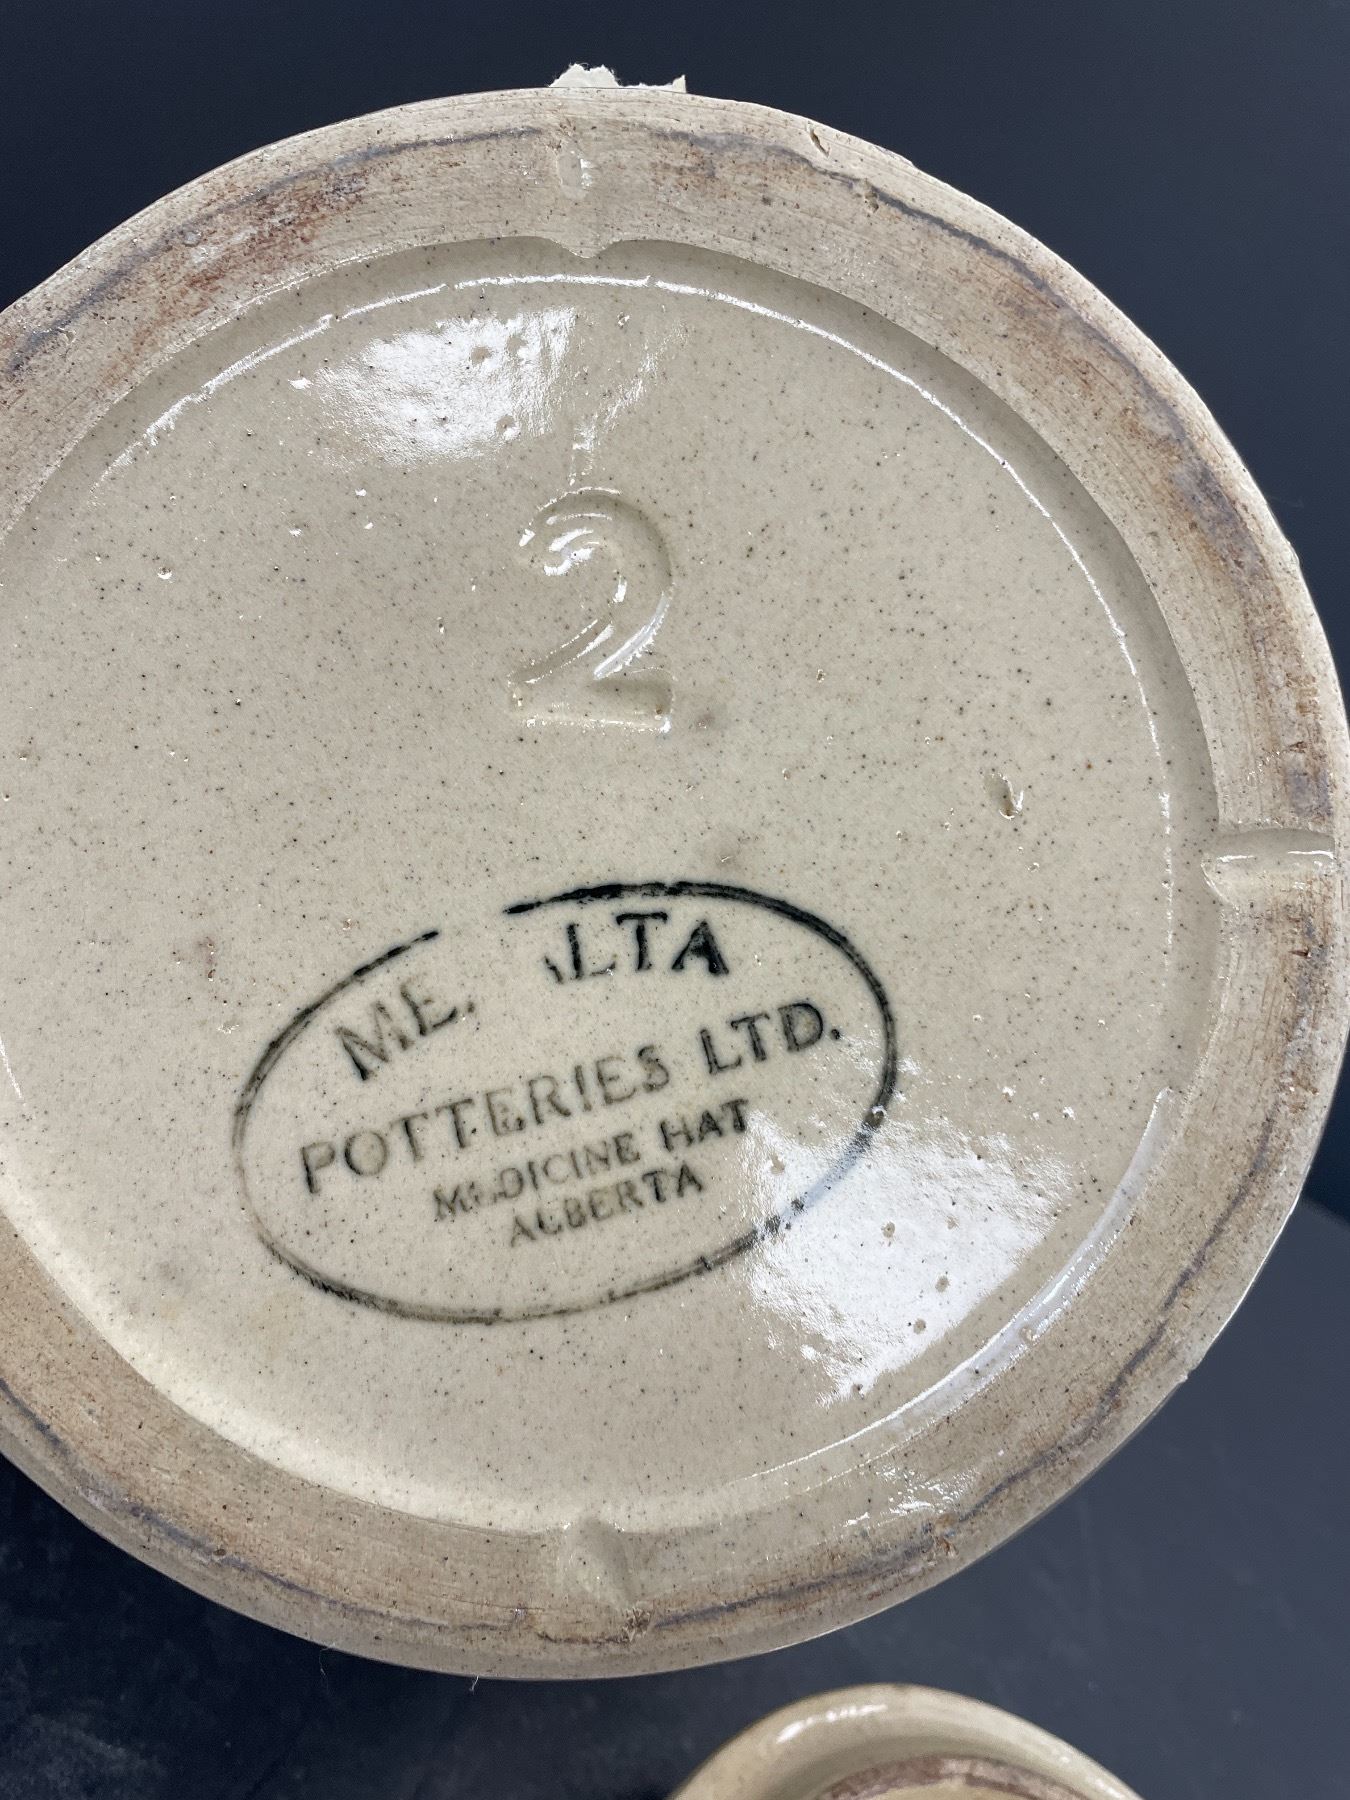 2
ME. ALTA
POTTERIES LTD.
MEDICINE HAT
ALBERTA